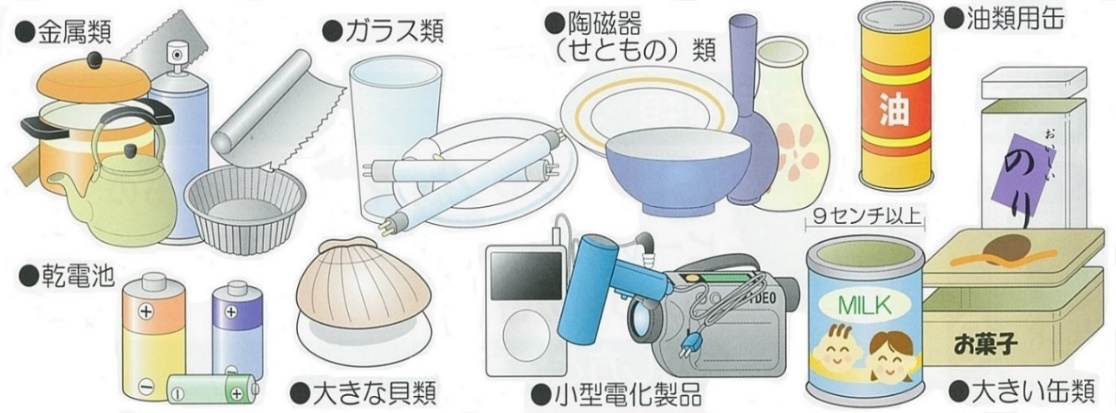 ●金属類
●ガラス類
●陶磁器
（せともの）類
●油類用缶
油
おいしい
のり
9センチ以上
●乾電池
MILK
VIDEO
お菓子
●大きな貝類
●小型電化製品
●大きい缶類